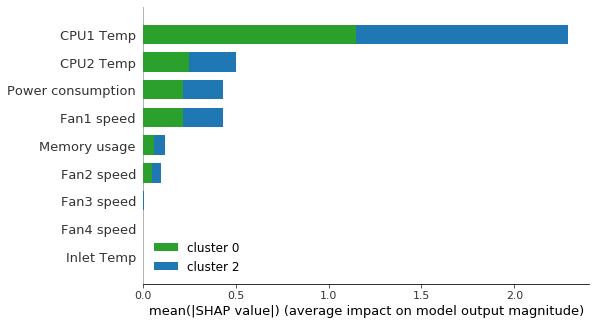 CPU1 Temp
CPU2 Temp
Power consumption
Fan1 speed
Memory usage
Fan2 speed
Fan3 speed
Fan4 speed
Inlet Temp
cluster 0
cluster 2
0.0 0.5 1.0 1.5 2.0
mean(|SHAP value|) (average impact on model output magnitude)